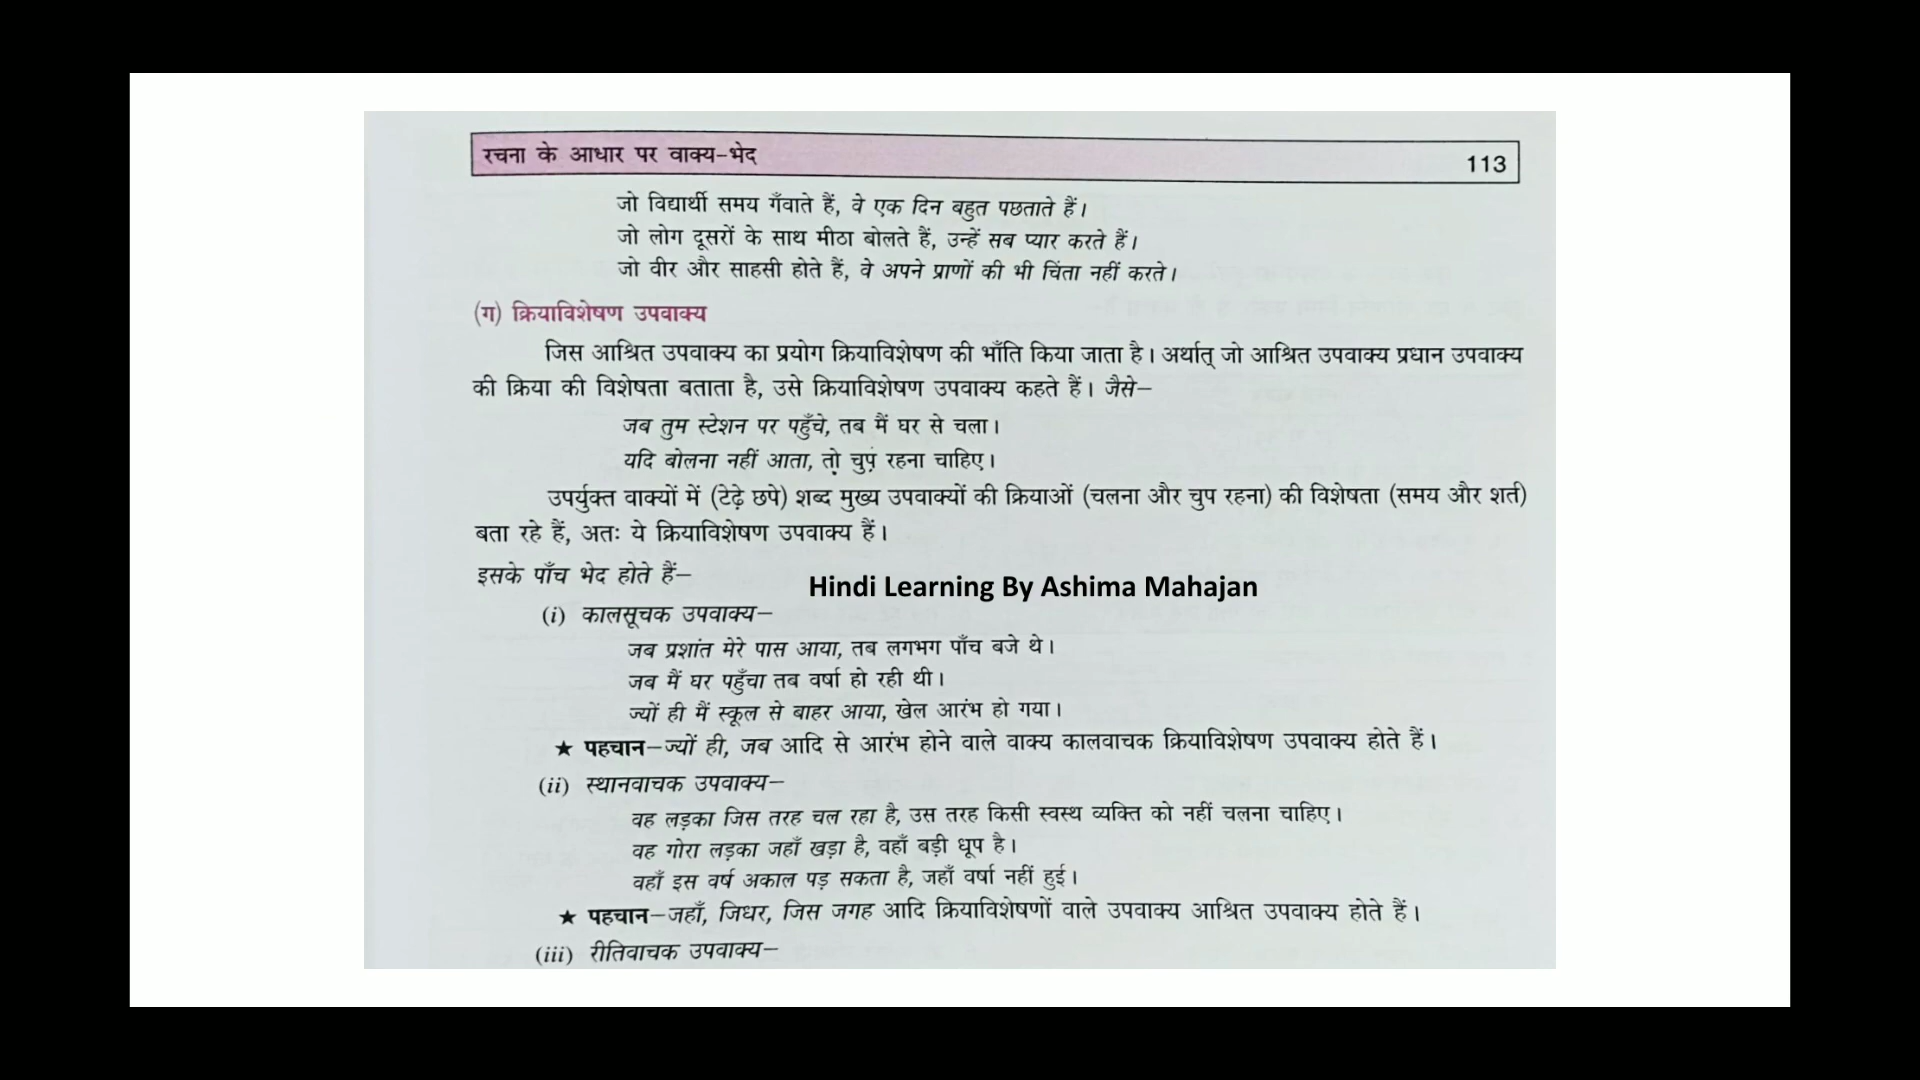 रचना के आधार पर वाक्य-भेद 113
जो विद्यार्थी समय गँवाते हैं, वे एक दिन बहुत पछताते हैं।
जो लोग दूसरों के साथ मीठा बोलते हैं, उन्हें सब प्यार करते हैं।
जो वीर और साहसी होते हैं, वे अपने प्राणों की भी चिंता नहीं करते।
(ग) क्रियाविशेषण उपवाक्य
जिस आश्रित उपवाक्य का प्रयोग क्रियाविशेषण की भाँति किया जाता है। अर्थात् जो आश्रित उपवाक्य प्रधान उपवाक्य
की क्रिया की विशेषता बताता है, उसे क्रियाविशेषण उपवाक्य कहते हैं। जैसे–
जब तुम स्टेशन पर पहुँचे, तब मैं घर से चला।
यदि बोलना नहीं आता, तो चुप रहना चाहिए।
उपर्युक्त वाक्यों में (टेढ़े छपे) शब्द मुख्य उपवाक्यों की क्रियाओं (चलना और चुप रहना) की विशेषता (समय और शर्त)
बता रहे हैं, अतः ये क्रियाविशेषण उपवाक्य हैं।
इसके पाँच भेद होते हैं–
Hindi Learning By Ashima Mahajan
(i) कालसूचक उपवाक्य–
जब प्रशांत मेरे पास आया, तब लगभग पाँच बजे थे।
जब मैं घर पहुँचा तब वर्षा हो रही थी।
ज्यों ही मैं स्कूल से बाहर आया, खेल आरंभ हो गया।
★ पहचान–ज्यों ही, जब आदि से आरंभ होने वाले वाक्य कालवाचक क्रियाविशेषण उपवाक्य होते हैं।
(ii) स्थानवाचक उपवाक्य–
वह लड़का जिस तरह चल रहा है, उस तरह किसी स्वस्थ व्यक्ति को नहीं चलना चाहिए।
वह गोरा लड़का जहाँ खड़ा है, वहाँ बड़ी धूप है।
वहाँ इस वर्ष अकाल पड़ सकता है, जहाँ वर्षा नहीं हुई।
★ पहचान–जहाँ, जिधर, जिस जगह आदि क्रियाविशेषणों वाले उपवाक्य आश्रित उपवाक्य होते हैं।
(iii) रीतिवाचक उपवाक्य–